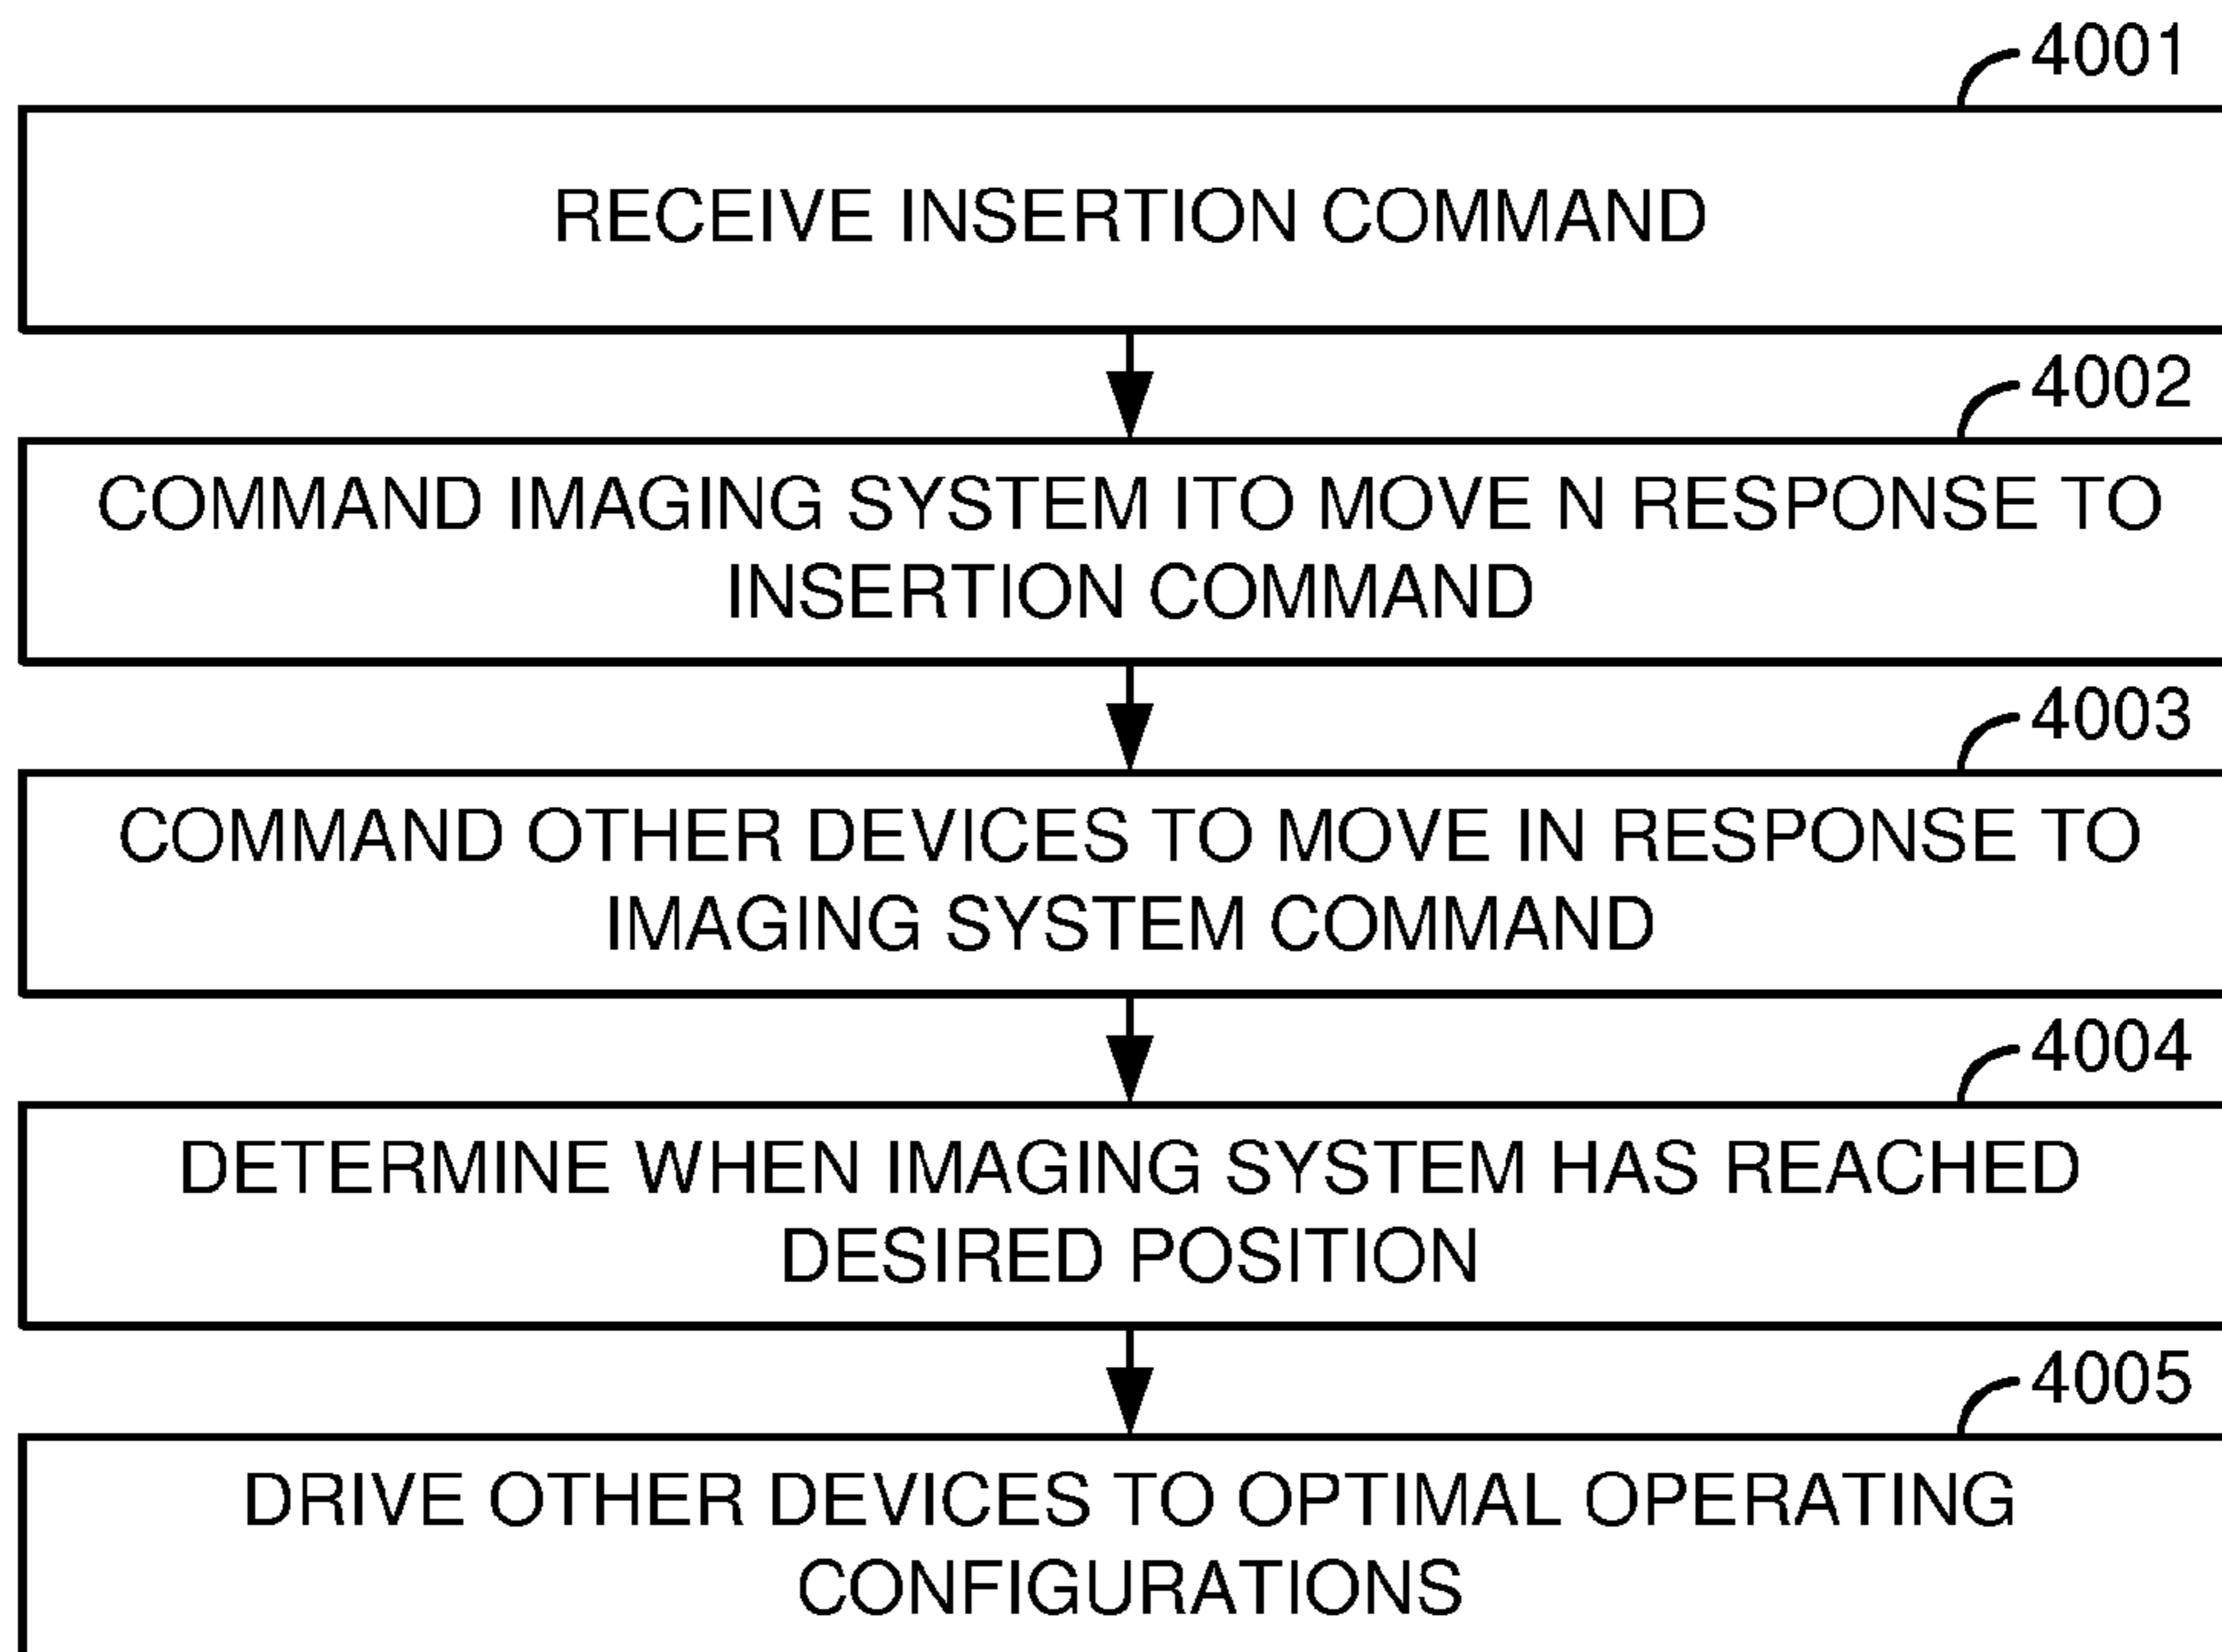 4001
RECEIVE INSERTION COMMAND
4002
COMMAND IMAGING SYSTEM ITO MOVE N RESPONSE TO
INSERTION COMMAND
4003
COMMAND OTHER DEVICES TO MOVE IN RESPONSE TO
IMAGING SYSTEM COMMAND
4004
DETERMINE WHEN IMAGING SYSTEM HAS REACHED
DESIRED POSITION
4005
DRIVE OTHER DEVICES TO OPTIMAL OPERATING
CONFIGURATIONS